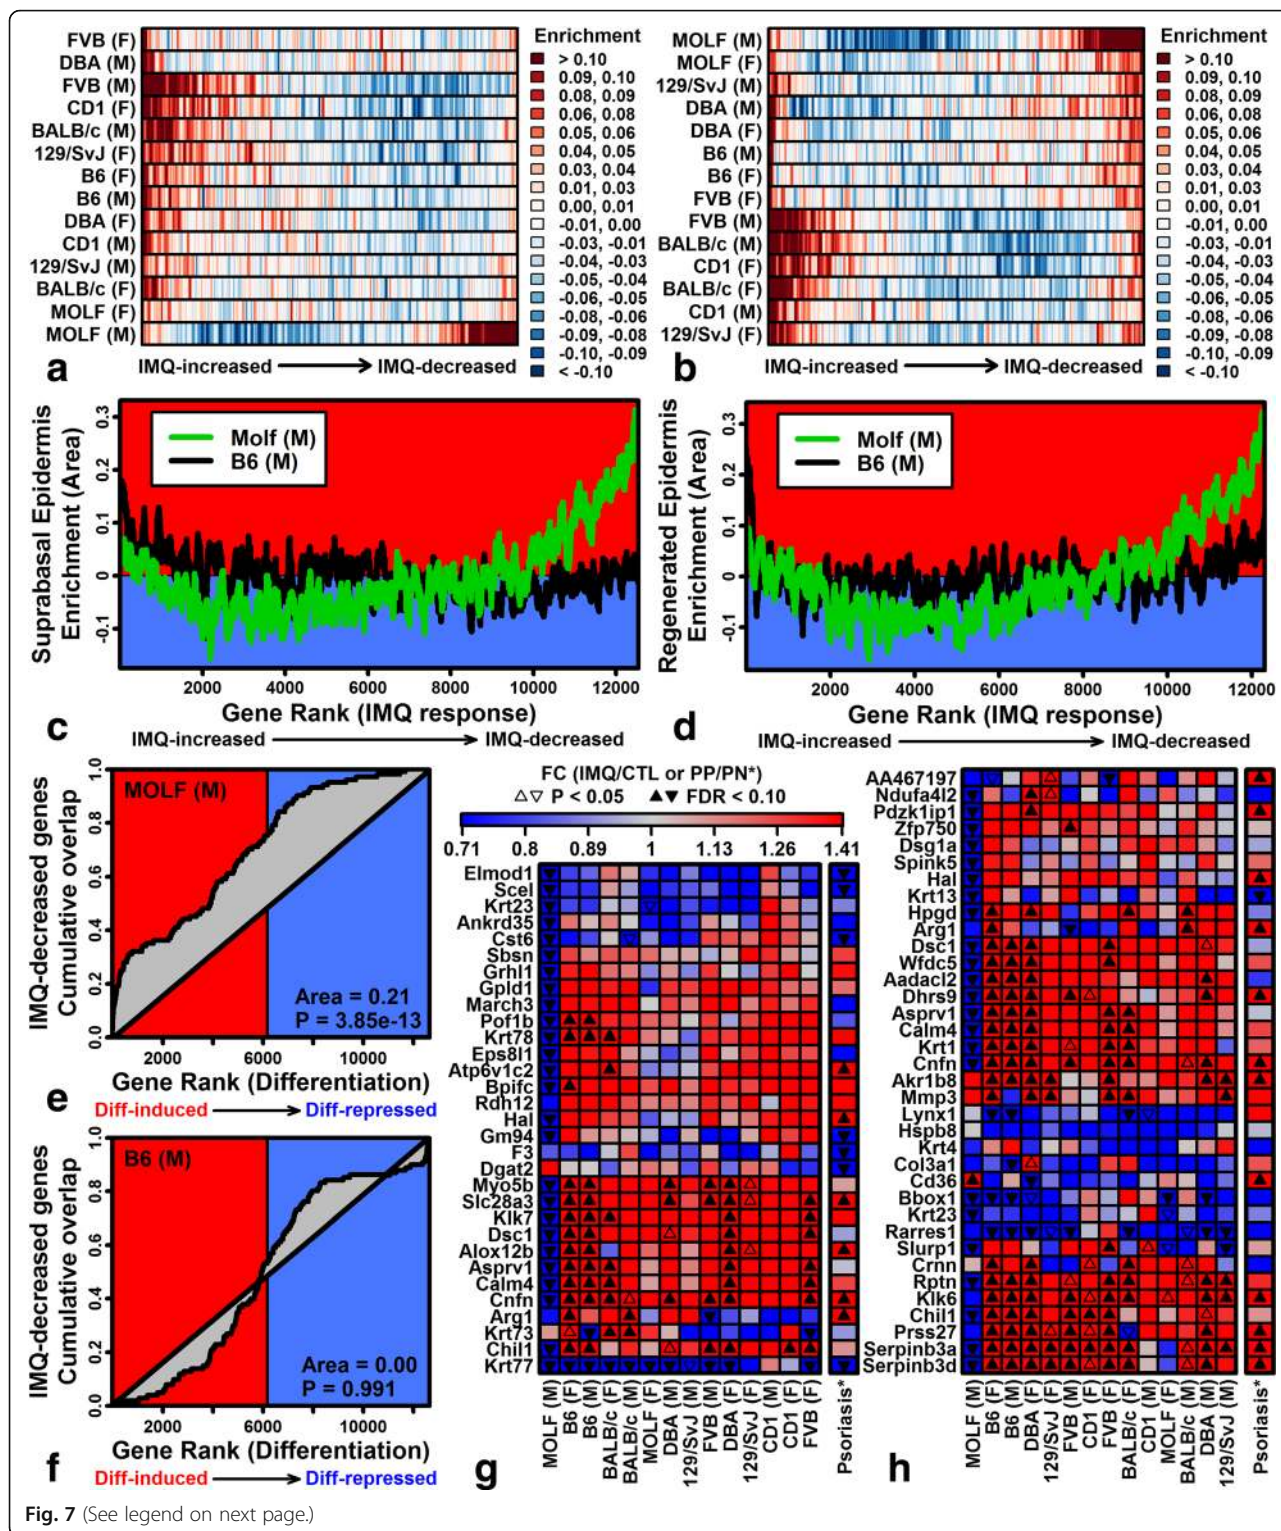 FVB (F)
DBA (M)
FVB (M)
CD1 (F)
BALB/c (M)
129/SvJ (F)
B6 (F)
B6 (M)
DBA (F)
CD1 (M)
129/SvJ (M)
BALB/c (F)
MOLF (F)
MOLF (M)
Enrichment
> 0.10
0.09, 0.10
0.08, 0.09
0.06, 0.08
0.05, 0.06
0.04, 0.05
0.03, 0.04
0.01, 0.03
0.00, 0.01
-0.01, 0.00
-0.03, -0.01
-0.04, -0.03
-0.05, -0.04
-0.06, -0.05
-0.08, -0.06
-0.09, -0.08
-0.10, -0.09
< -0.10
a IMQ-increased IMQ-decreased
MOLF (M)
MOLF (F)
129/SvJ (M)
DBA (M)
DBA (F)
B6 (M)
B6 (F)
FVB (F)
FVB (M)
BALB/c (M)
CD1 (F)
BALB/c (F)
CD1 (M)
129/SvJ (F)
Enrichment
> 0.10
0.09, 0.10
0.08, 0.09
0.06, 0.08
0.05, 0.06
0.04, 0.05
0.03, 0.04
0.01, 0.03
0.00, 0.01
-0.01, 0.00
-0.03, -0.01
-0.04, -0.03
-0.05, -0.04
-0.06, -0.05
-0.08, -0.06
-0.09, -0.08
-0.10, -0.09
< -0.10
b IMQ-increased IMQ-decreased
Suprabasal Epidermis
Enrichment (Area)
0.3
0.2
0.1
0
-0.1
Molf (M)
B6 (M)
2000 4000 6000 8000 10000 12000
Gene Rank (IMQ response)
c IMQ-increased IMQ-decreased
Regenerated Epidermis
Enrichment (Area)
0.3
0.2
0.1
0
-0.1
Molf (M)
B6 (M)
2000 4000 6000 8000 10000 12000
Gene Rank (IMQ response)
d IMQ-increased IMQ-decreased
IMQ-decreased genes
Cumulative overlap
1.0
0.8
0.6
0.4
0.2
0.0
MOLF (M)
Area = 0.21
P = 3.85e-13
2000 6000 10000
Gene Rank (Differentiation)
e Diff-induced Diff-repressed
IMQ-decreased genes
Cumulative overlap
1.0
0.8
0.6
0.4
0.2
0.0
B6 (M)
Area = 0.00
P = 0.991
2000 6000 10000
Gene Rank (Differentiation)
f Diff-induced Diff-repressed
FC (IMQ/CTL or PP/PN*)
△▽ P < 0.05 ▲▼ FDR < 0.10
0.71 0.8 0.89 1 1.13 1.26 1.41
Elmod1
Scel
Krt23
Ankrd35
Cst6
Sbsn
Grhl1
Gpld1
March3
Pof1b
Krt78
Eps8l1
Atp6v1c2
Bpifc
Rdh12
Hal
Gm94
F3
Dgat2
Myo5b
Slc28a3
Klk7
Dsc1
Alox12b
Asprv1
Calm4
Cnfn
Arg1
Krt73
Chil1
Krt77
MOLF (M)
B6 (F)
B6 (M)
BALB/c (F)
BALB/c (M)
MOLF (F)
DBA (M)
129/SvJ (M)
FVB (M)
DBA (F)
129/SvJ (F)
CD1 (M)
CD1 (F)
FVB (F)
Psoriasis*
g
AA467197
Ndufa4l2
Pdzk1ip1
Zfp750
Dsg1a
Spink5
Hal
Krt13
Hpgd
Arg1
Dsc1
Wfdc5
Aadacl2
Dhrs9
Asprv1
Calm4
Krt1
Cnfn
Akr1b8
Mmp3
Lynx1
Hspb8
Krt4
Col3a1
Cd36
Bbox1
Krt23
Rarres1
Slurp1
Crnn
Rptn
Klk6
Chil1
Prss27
Serpinb3a
Serpinb3d
MOLF (M)
B6 (F)
B6 (M)
DBA (F)
129/SvJ (F)
FVB (M)
CD1 (F)
FVB (F)
BALB/c (F)
CD1 (M)
MOLF (F)
BALB/c (M)
DBA (M)
129/SvJ (M)
Psoriasis*
h
Fig. 7 (See legend on next page.)